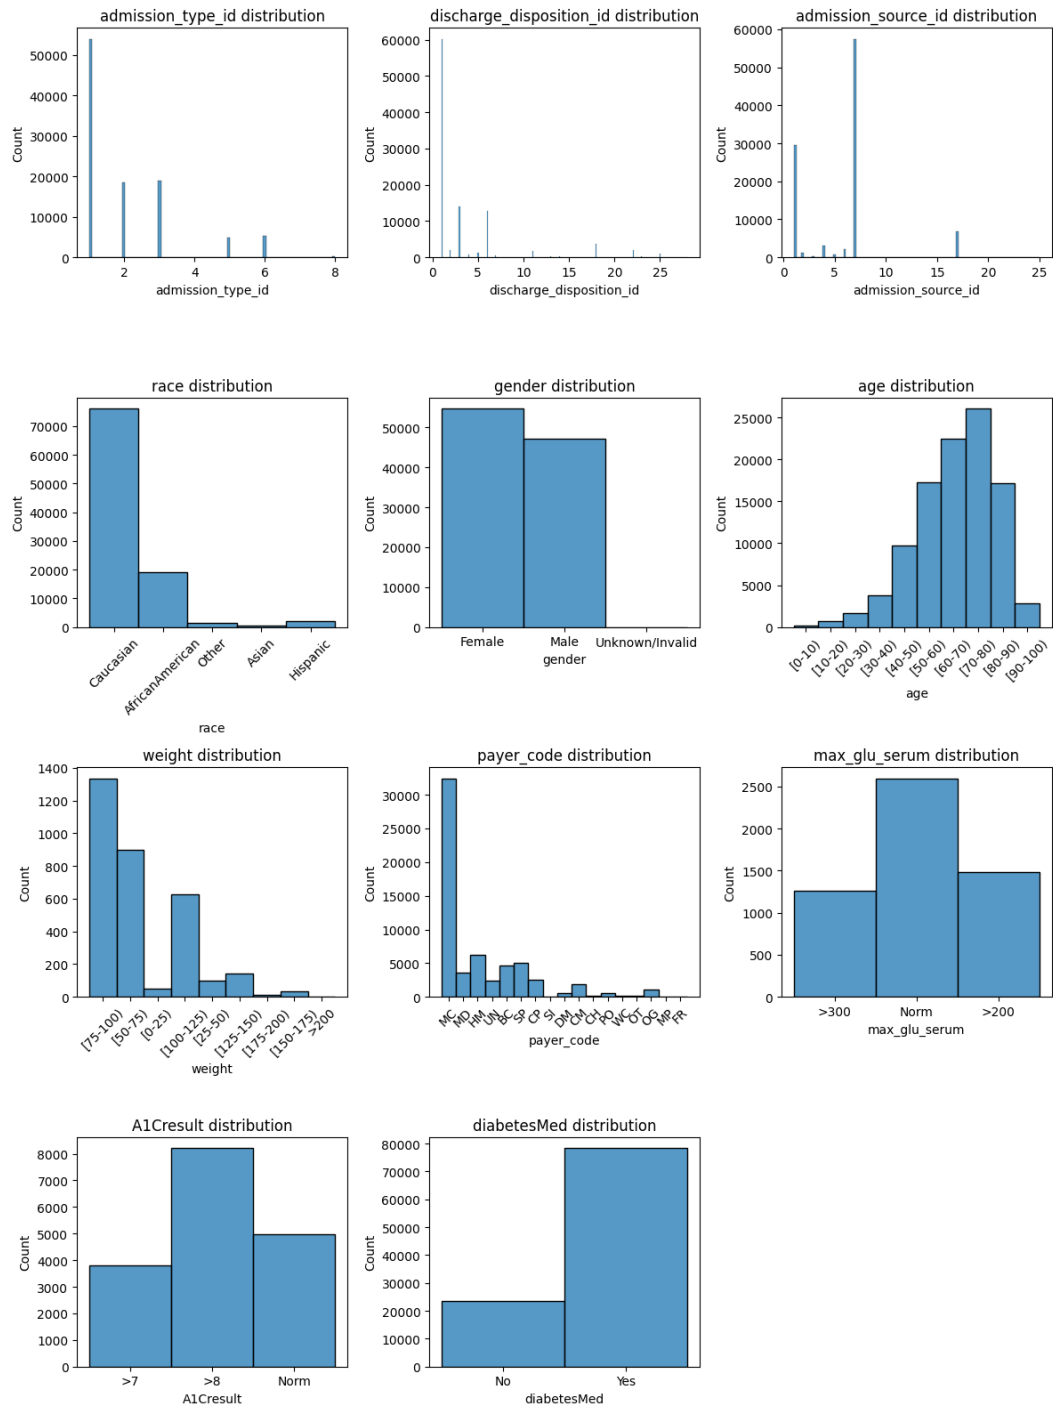 admission_type_id distribution
50000
40000
30000
20000
10000
0
Count
2
4
6
8
admission_type_id
discharge_disposition_id distribution
60000
50000
40000
30000
20000
10000
0
Count
0
5
10
15
20
25
discharge_disposition_id
admission_source_id distribution
60000
50000
40000
30000
20000
10000
0
Count
0
5
10
15
20
25
admission_source_id
race distribution
70000
60000
50000
40000
30000
20000
10000
0
Count
Caucasian
AfricanAmerican
Other
Asian
Hispanic
race
gender distribution
50000
40000
30000
20000
10000
0
Count
Female
Male
Unknown/Invalid
gender
age distribution
25000
20000
15000
10000
5000
0
Count
[0-10)
[10-20)
[20-30)
[30-40)
[40-50)
[50-60)
[60-70)
[70-80)
[80-90)
[90-100)
age
weight distribution
1400
1200
1000
800
600
400
200
0
Count
[75-100)
[50-75)
[0-25)
[100-125)
[25-50)
[125-150)
[175-200)
[150-175)
>200
weight
payer_code distribution
30000
25000
20000
15000
10000
5000
0
Count
MC
MD
HM
UN
BC
SP
CP
SI
DM
CM
CH
PO
WC
OT
OG
MP
FR
payer_code
max_glu_serum distribution
2500
2000
1500
1000
500
0
Count
>300
Norm
>200
max_glu_serum
A1Cresult distribution
8000
7000
6000
5000
4000
3000
2000
1000
0
Count
>7
>8
Norm
A1Cresult
diabetesMed distribution
80000
70000
60000
50000
40000
30000
20000
10000
0
Count
No
Yes
diabetesMed